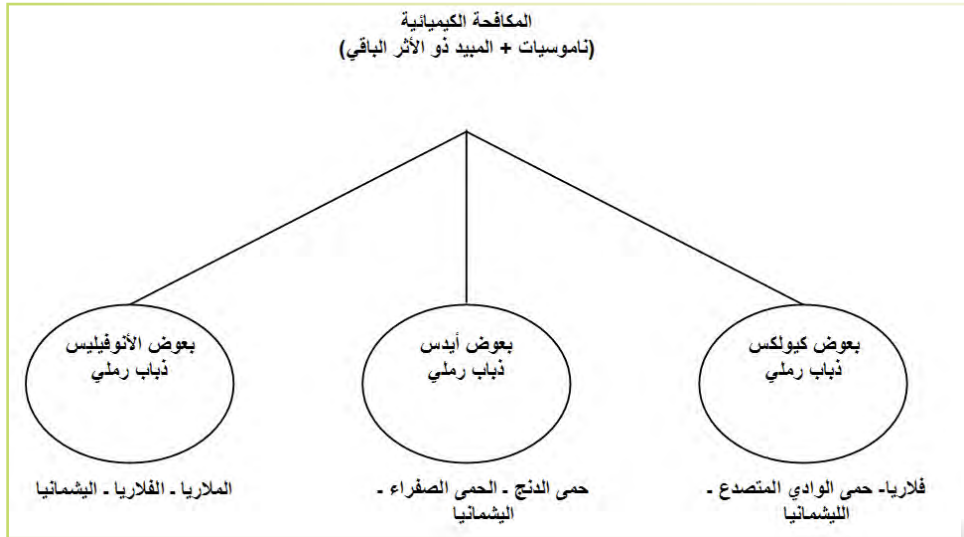 المكافحة الكيميائية
(ناموسيات + المبيد ذو الأثر الباقي)
بعوض كيولكس
ذباب رملي
بعوض أيدس
ذباب رملي
بعوض الأنوفيليس
ذباب رملي
فلاريا- حمى الوادي المتصدع -
الليشمانيا
حمى الدنج - الحمى الصفراء -
اليشمانيا
الملاريا - الفلاريا - اليشمانيا